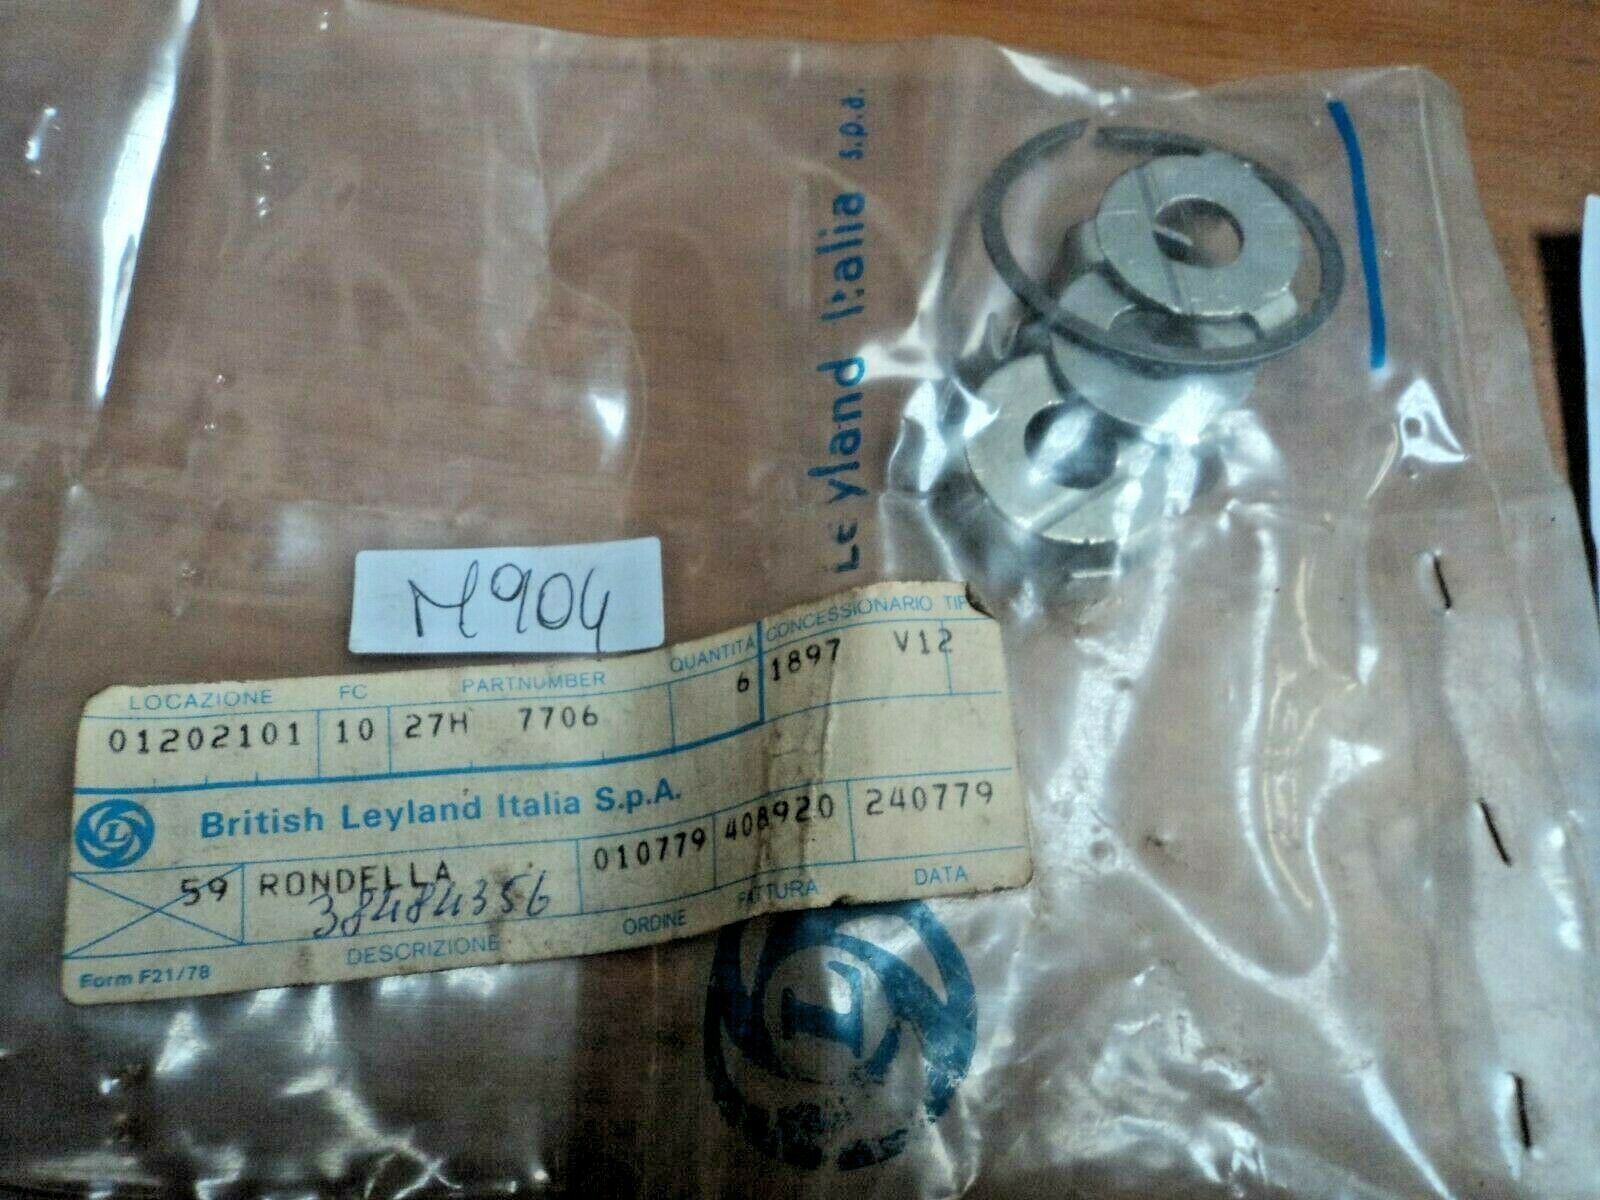 Leyland Italia s.p.a.
M904
LOCAZIONE FC PARTNUMBER QUANTITÀ CONCESSIONARIO
01202101 10 27H 7706 6 1897 V12
L British Leyland Italia S.p.A.
59 RONDELLA 010779 408920 240779
38484356
DESCRIZIONE ORDINE FATTURA DATA
Form F21/78
L